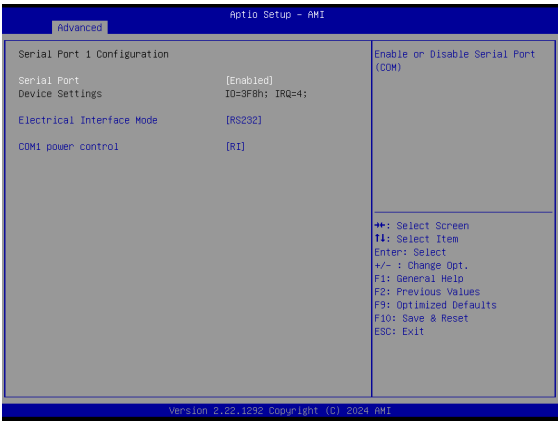 Aptio Setup - AMI
Advanced
Serial Port 1 Configuration
Serial Port [Enabled]
Device Settings IO=3F8h; IRQ=4;
Electrical Interface Mode [RS232]
COM1 power control [RI]
Enable or Disable Serial Port
(COM)
→←: Select Screen
↑↓: Select Item
Enter: Select
+/- : Change Opt.
F1: General Help
F2: Previous Values
F9: Optimized Defaults
F10: Save & Reset
ESC: Exit
Version 2.22.1292 Copyright (C) 2024 AMI